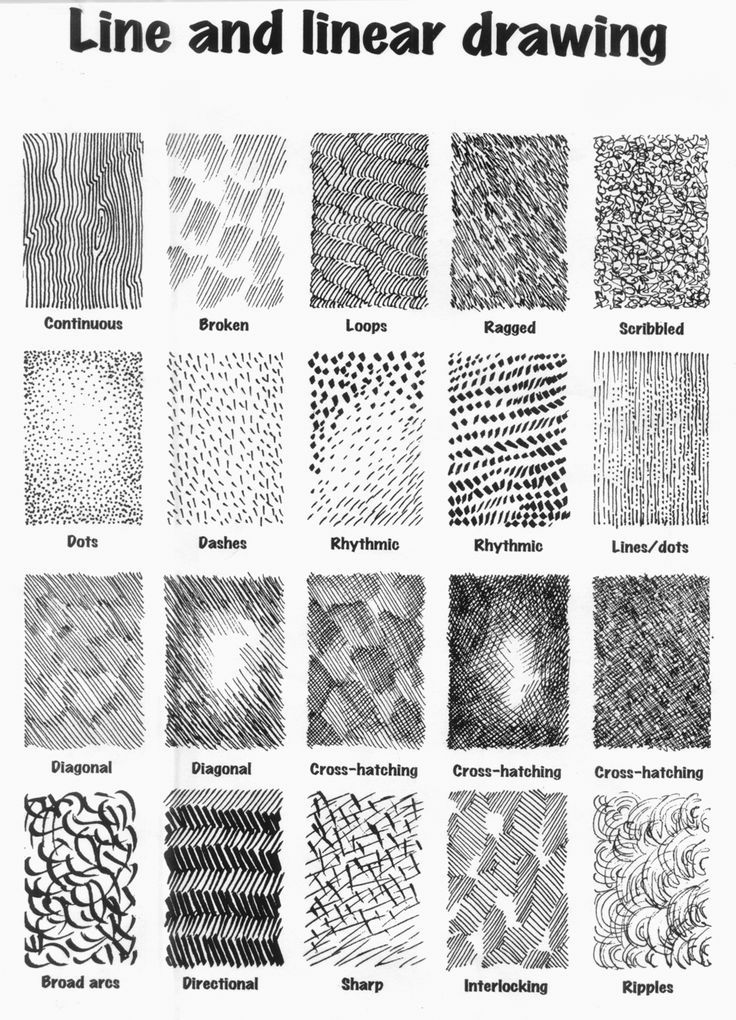 Line and linear drawing
Continuous
Broken
Loops
Ragged
Scribbled
Dots
Dashes
Rhythmic
Rhythmic
Lines/dots
Diagonal
Diagonal
Cross-hatching
Cross-hatching
Cross-hatching
Broad arcs
Directional
Sharp
Interlocking
Ripples